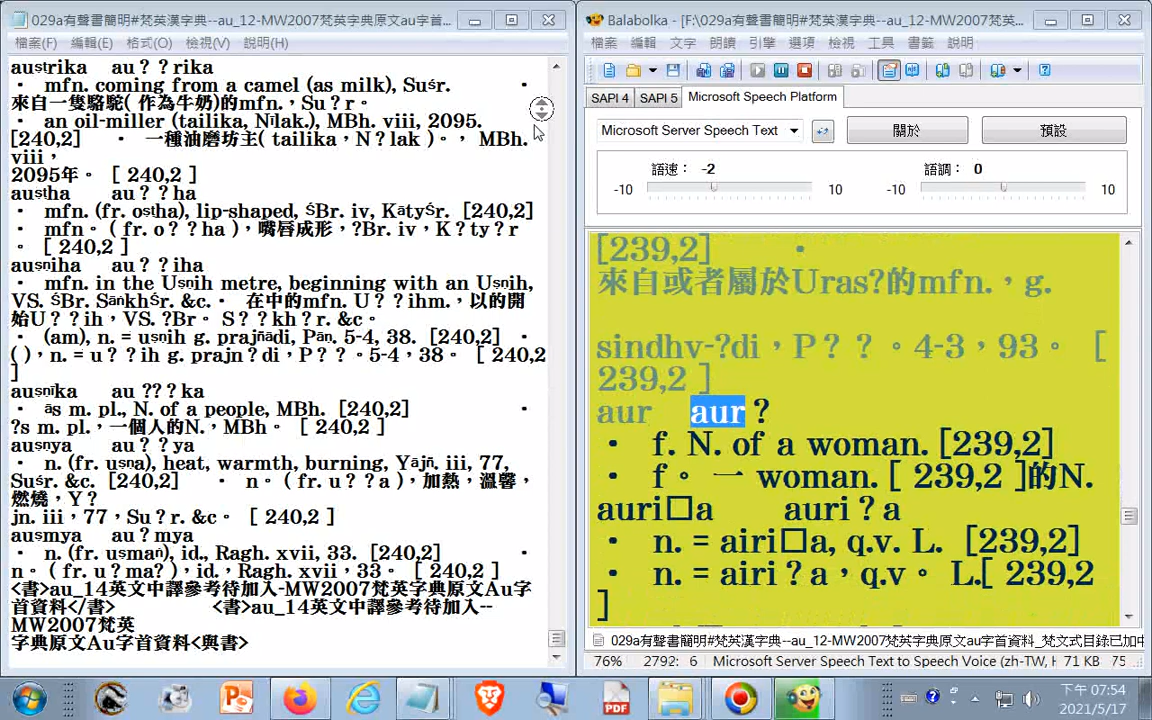 029a有聲書簡明#梵英漢字典--au_12-MW2007梵英字典原文au字首...
檔案(F) 編輯(E) 格式(O) 檢視(V) 說明(H)
auṣṭrika au？？rika
• mfn. coming from a camel (as milk), Suśr. •
來自一隻駱駝( 作為牛奶)的mfn.，Su？r。
• an oil-miller (tailika, Nīlak.), MBh. viii, 2095.
[240,2] • 一種油磨坊主( tailika，N？lak )。， MBh.
viii，
2095年。 [ 240,2 ]
auṣṭha au？？ha
• mfn. (fr. oṣṭha), lip-shaped, ŚBr. iv, KātyŚr. [240,2]
• mfn。( fr. o？？ha )，嘴唇成形，?Br. iv，K？ty？r
。 [ 240,2 ]
auṣṇiha au？？iha
• mfn. in the Uṣṇih metre, beginning with an Uṣṇih,
VS. ŚBr. ŚāṅkhŚr. &c. • 在中的mfn. U？？ihm.，以的開
始U？？ih，VS. ?Br。 S？？kh？r. &c。
• (am), n. = uṣṇih g. prajñādi, Pāṇ. 5-4, 38. [240,2]
( )，n. = u？？ih g. prajn？di，P？？。5-4，38。 [ 240,2
]
auṣṇīka au ??？ka
• ās m. pl., N. of a people, MBh. [240,2] •
?s m. pl.，一個人的N.，MBh。 [ 240,2 ]
auṣṇya au？？ya
• n. (fr. uṣṇa), heat, warmth, burning, Yājñ. iii, 77,
Suśr. &c. [240,2] • n。( fr. u？？a )，加熱，溫馨，
燃燒，Y？
jn. iii，77，Su？r. &c。 [ 240,2 ]
auṣmya au？mya
• n. (fr. uṣman), id., Ragh. xvii, 33. [240,2] •
n。( fr. u？ma?)，id.，Ragh. xvii，33。 [ 240,2 ]
<書>au_14英文中譯參考待加入-MW2007梵英字典原文Au字
首資料</書> <書>au_14英文中譯參考待加入--
MW2007梵英
字典原文Au字首資料<與書>
Balabolka - [F:\029a有聲書簡明#梵英漢字典--au_12-MW2007梵英...
檔案 編輯 文字 朗讀 引擎 選項 檢視 工具 書籤 說明
SAPI 4 SAPI 5 Microsoft Speech Platform
Microsoft Server Speech Text 關於 預設
語速： -2 語調： 0
-10 10 -10 10
[239,2] •
來自或者屬於Uras?的mfn.，g.
sindhv-?di，P？？。4-3，93。 [
239,2 ]
aur aur？
• f. N. of a woman. [239,2]
• f。一 woman. [ 239,2 ]的N.
auri□a auri？a
• n. = airi□a, q.v. L. [239,2]
• n. = airi？a，q.v。 L.[ 239,2
]
029a有聲書簡明#梵英漢字典--au_12-MW2007梵英字典原文au字首資料_梵文式目錄已加中
76% 2792: 6 Microsoft Server Speech Text to Speech Voice (zh-TW, H 71 KB 75
下午 07:54
2021/5/17